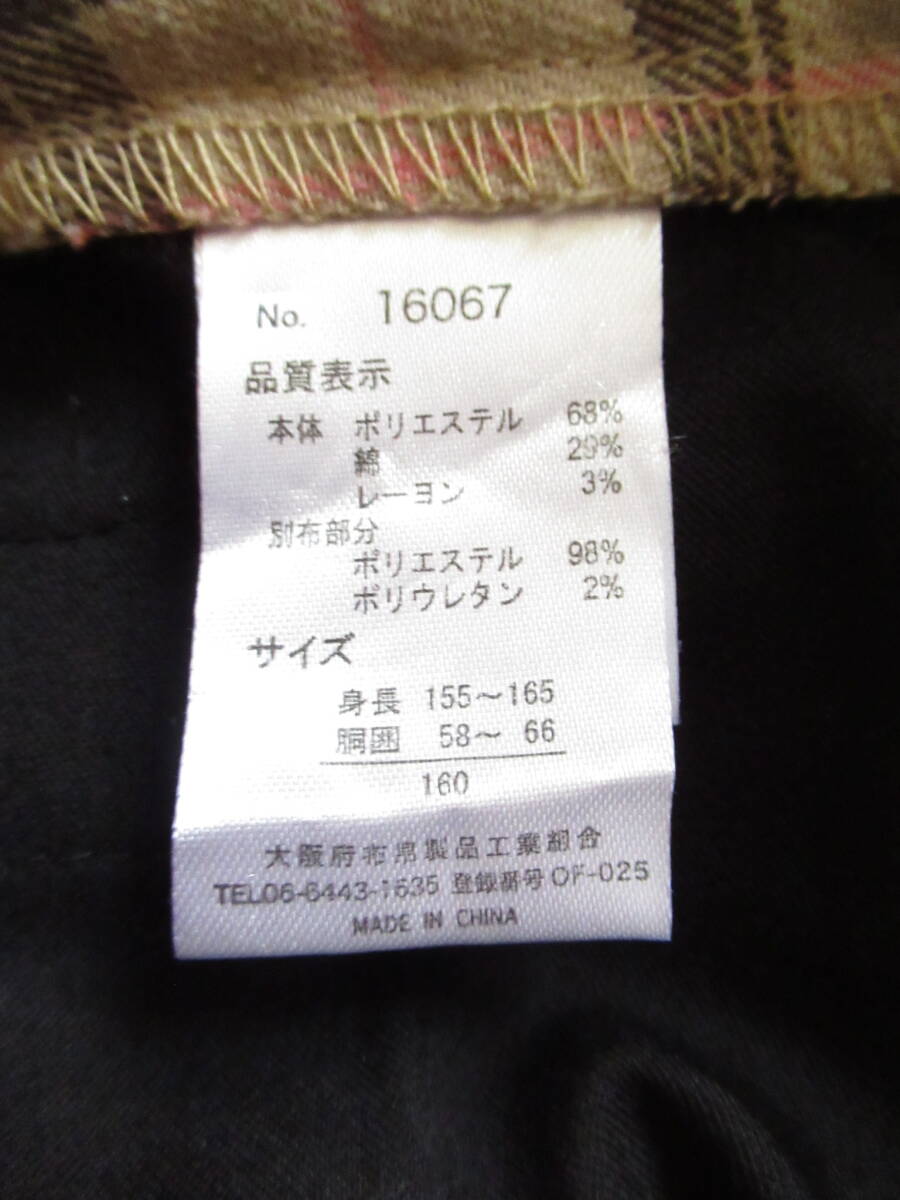 No. 16067
品質表示
本体 ポリエステル 68%
綿 29%
レーヨン 3%
別布部分
ポリエステル 98%
ポリウレタン 2%
サイズ
身長 155〜165
胴囲 58〜 66
160
大阪府布帛製品工業組合
TEL06-6443-1635 登録番号OF-025
MADE IN CHINA